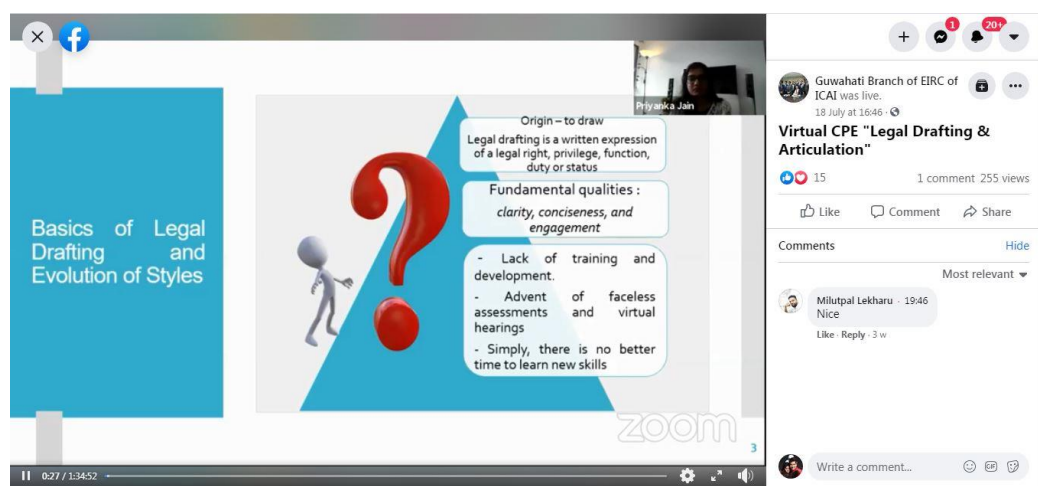 Priyanka Jain
Basics of Legal
Drafting and
Evolution of Styles
Origin – to draw
Legal drafting is a written expression
of a legal right, privilege, function,
duty or status
Fundamental qualities :
clarity, conciseness, and
engagement
- Lack of training and
development.
- Advent of faceless
assessments and virtual
hearings
- Simply, there is no better
time to learn new skills
zoom
3
0:27 / 1:34:52
1
20+
Guwahati Branch of EIRC of
ICAI was live.
18 July at 16:46 ·
Virtual CPE "Legal Drafting &
Articulation"
15
1 comment 255 views
Like Comment Share
Comments Hide
Most relevant
Milutpal Lekharu · 19:46
Nice
Like · Reply · 3 w
Write a comment...
GIF